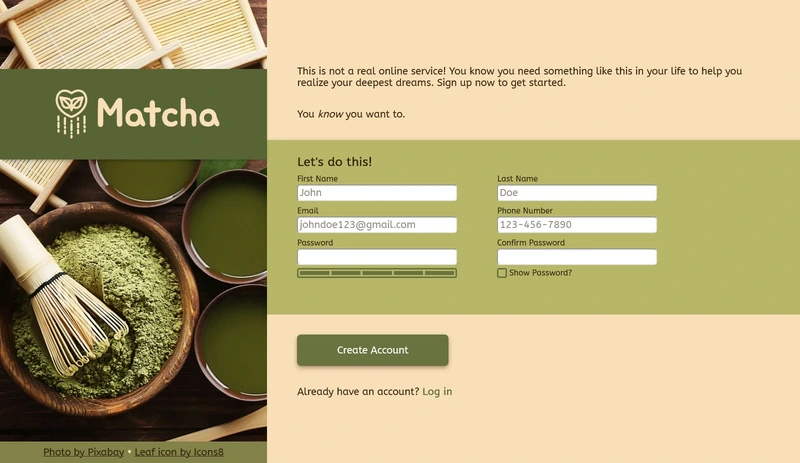 Matcha
Photo by Pixabay • Leaf icon by Icons8
This is not a real online service! You know you need something like this in your life to help you
realize your deepest dreams. Sign up now to get started.
You know you want to.
Let's do this!
First Name
Last Name
John
Doe
Email
Phone Number
johndoe123@gmail.com
123-456-7890
Password
Confirm Password
Show Password?
Create Account
Already have an account? Log in